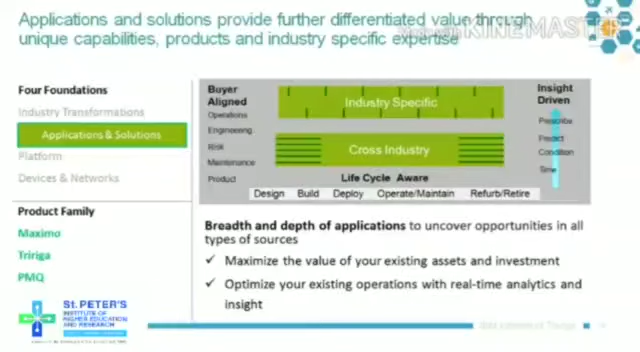 Applications and solutions provide further differentiated value through
unique capabilities, products and industry specific expertise
KINEMASTER
Four Foundations
Industry Transformations
Applications & Solutions
Platform
Devices & Networks
Product Family
Maximo
Tririga
PMQ
Buyer
Aligned
Operations
Engineering
Risk
Maintenance
Product
Industry Specific
Cross Industry
Life Cycle Aware
Design Build Deploy Operate/Maintain Refurb/Retire
Insight
Driven
Prescribe
Predict
Condition
Time
Breadth and depth of applications to uncover opportunities in all
types of sources
✓ Maximize the value of your existing assets and investment
✓ Optimize your existing operations with real-time analytics and
insight
St. PETER'S
INSTITUTE OF
HIGHER EDUCATION
AND RESEARCH